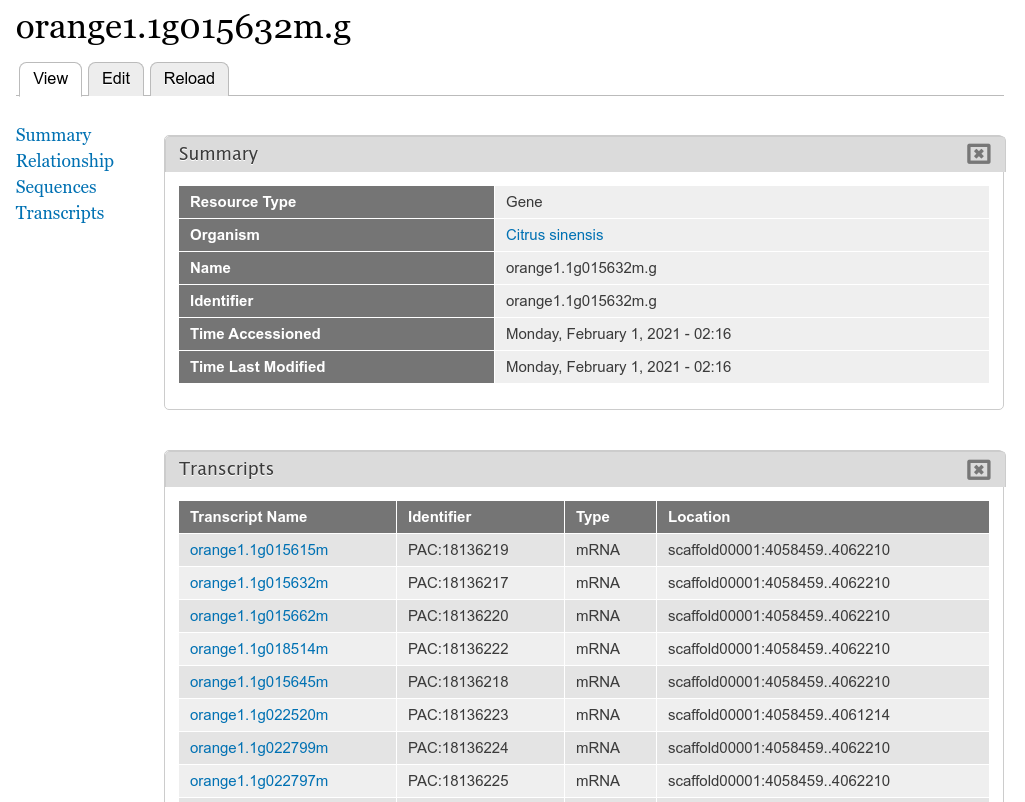 orange1.1g015632m.g
View Edit Reload
Summary
Relationship
Sequences
Transcripts
Summary
Resource Type Gene
Organism Citrus sinensis
Name orange1.1g015632m.g
Identifier orange1.1g015632m.g
Time Accessioned Monday, February 1, 2021 - 02:16
Time Last Modified Monday, February 1, 2021 - 02:16
Transcripts
Transcript Name Identifier Type Location
orange1.1g015615m PAC:18136219 mRNA scaffold00001:4058459..4062210
orange1.1g015632m PAC:18136217 mRNA scaffold00001:4058459..4062210
orange1.1g015662m PAC:18136220 mRNA scaffold00001:4058459..4062210
orange1.1g018514m PAC:18136222 mRNA scaffold00001:4058459..4062210
orange1.1g015645m PAC:18136218 mRNA scaffold00001:4058459..4062210
orange1.1g022520m PAC:18136223 mRNA scaffold00001:4058459..4061214
orange1.1g022799m PAC:18136224 mRNA scaffold00001:4058459..4062210
orange1.1g022797m PAC:18136225 mRNA scaffold00001:4058459..4062210